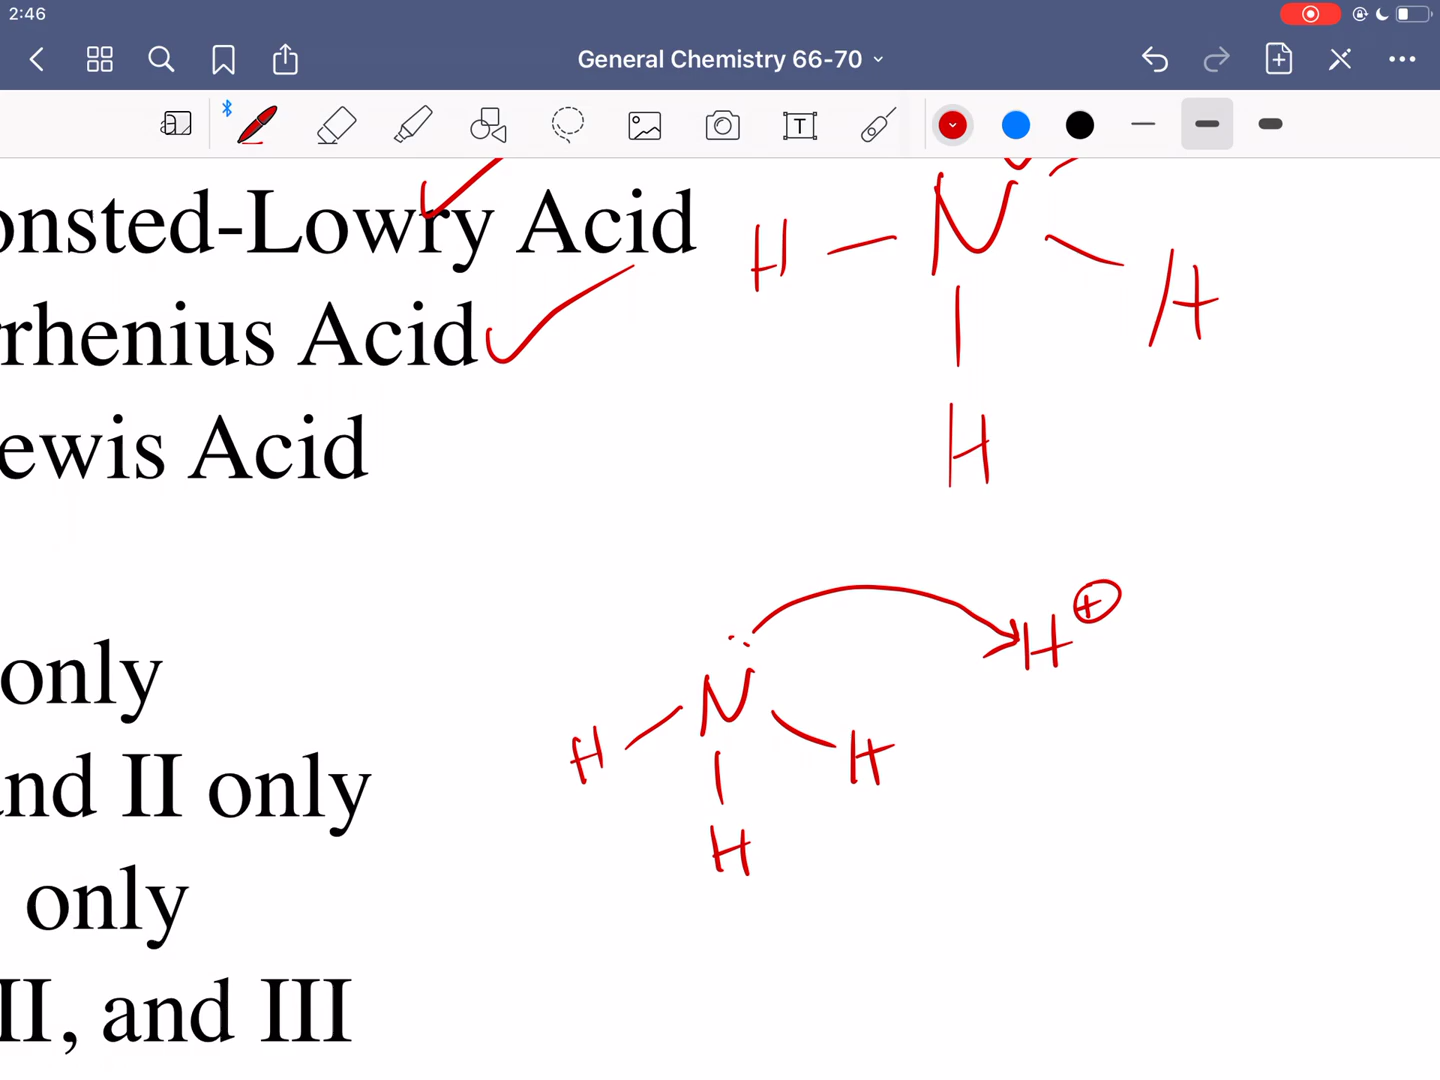 2:46
General Chemistry 66-70
T
onsted-Lowry Acid
N
H
H
rrhenius Acid
H
ewis Acid
H+
only
N
H
H
nd II only
H
only
II, and III